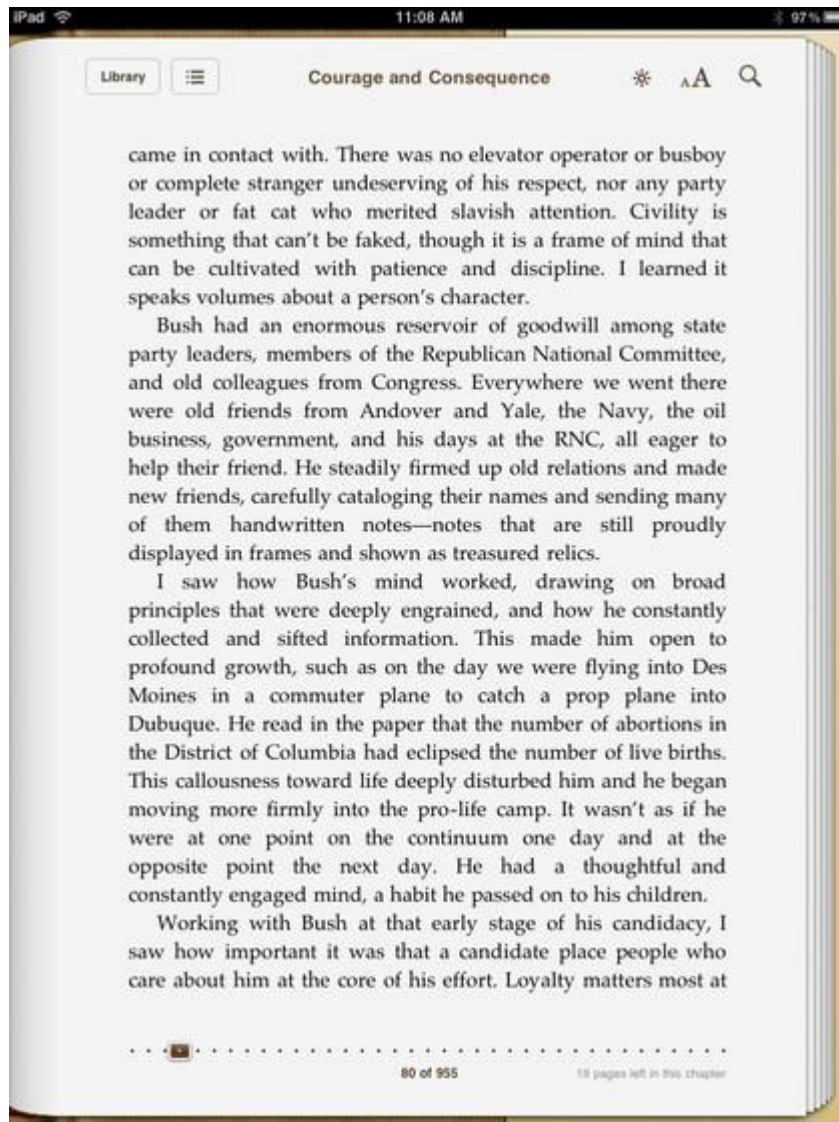 iPad 11:08 AM 97%
Library Courage and Consequence AA
came in contact with. There was no elevator operator or busboy
or complete stranger undeserving of his respect, nor any party
leader or fat cat who merited slavish attention. Civility is
something that can't be faked, though it is a frame of mind that
can be cultivated with patience and discipline. I learned it
speaks volumes about a person's character.
Bush had an enormous reservoir of goodwill among state
party leaders, members of the Republican National Committee,
and old colleagues from Congress. Everywhere we went there
were old friends from Andover and Yale, the Navy, the oil
business, government, and his days at the RNC, all eager to
help their friend. He steadily firmed up old relations and made
new friends, carefully cataloging their names and sending many
of them handwritten notes—notes that are still proudly
displayed in frames and shown as treasured relics.
I saw how Bush's mind worked, drawing on broad
principles that were deeply engrained, and how he constantly
collected and sifted information. This made him open to
profound growth, such as on the day we were flying into Des
Moines in a commuter plane to catch a prop plane into
Dubuque. He read in the paper that the number of abortions in
the District of Columbia had eclipsed the number of live births.
This callousness toward life deeply disturbed him and he began
moving more firmly into the pro-life camp. It wasn't as if he
were at one point on the continuum one day and at the
opposite point the next day. He had a thoughtful and
constantly engaged mind, a habit he passed on to his children.
Working with Bush at that early stage of his candidacy, I
saw how important it was that a candidate place people who
care about him at the core of his effort. Loyalty matters most at
80 of 955 19 pages left in this chapter